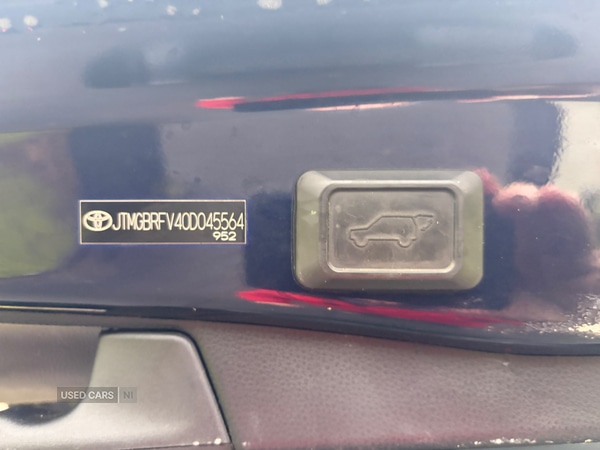 JTMGBRFV40D045564
952
USED CARS NI